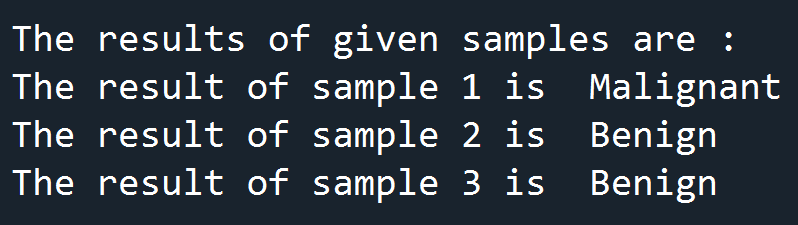 The results of given samples are :
The result of sample 1 is  Malignant
The result of sample 2 is  Benign
The result of sample 3 is  Benign